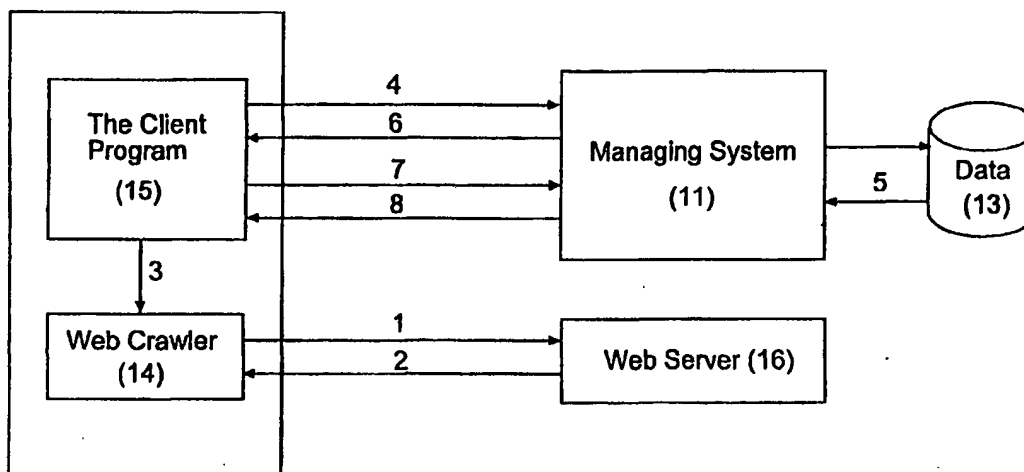 The Client
Program
(15)
4
6
7
8
Managing System
(11)
5
Data
(13)
3
Web Crawler
(14)
1
2
Web Server (16)